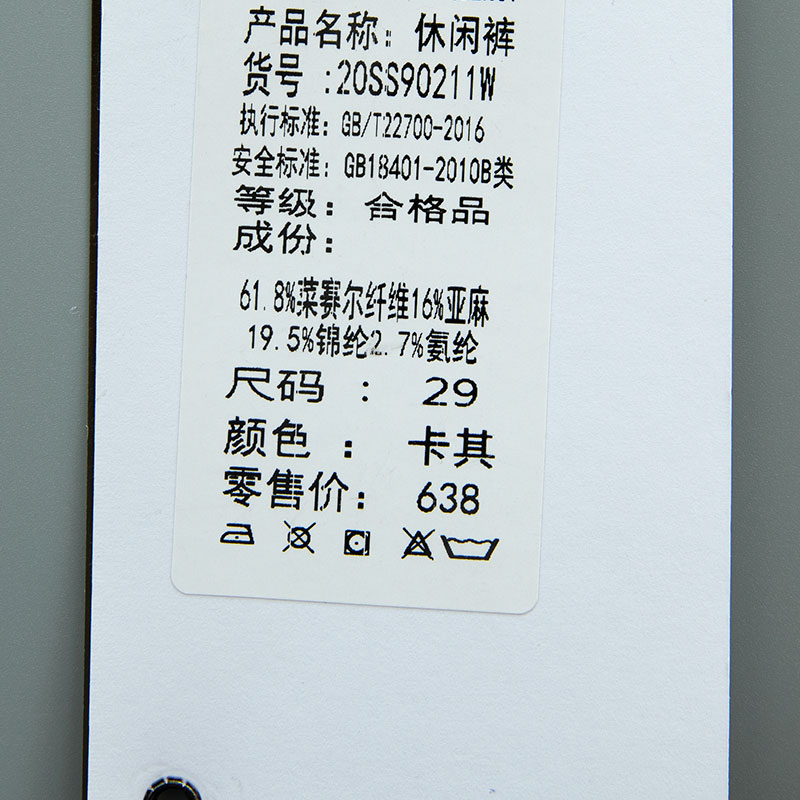 产品名称：休闲裤
货号 :20SS90211W
执行标准：GB/T22700-2016
安全标准：GB18401-2010B类
等级：合格品
成份：
61.8%菜赛尔纤维16%亚麻
19.5%锦纶2.7%氨纶
尺码 ：29
颜色 ：卡其
零售价：638